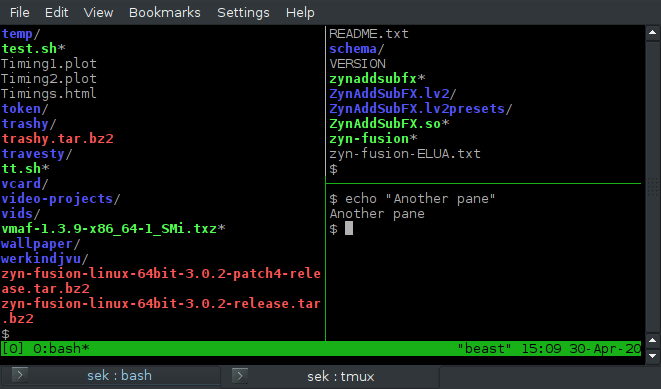 File Edit View Bookmarks Settings Help
temp/
test.sh*
Timing1.plot
Timing2.plot
Timings.html
token/
trashy/
trashy.tar.bz2
travesty/
tt.sh*
vcard/
video-projects/
vids/
vmaf-1.3.9-x86_64-1_SMi.txz*
wallpaper/
werkindjvu/
zyn-fusion-linux-64bit-3.0.2-patch4-rele
ase.tar.bz2
zyn-fusion-linux-64bit-3.0.2-release.tar
.bz2
$
README.txt
schema/
VERSION
zynaddsubfx*
ZynAddSubFX.lv2/
ZynAddSubFX.lv2presets/
ZynAddSubFX.so*
zyn-fusion*
zyn-fusion-ELUA.txt
$
$ echo "Another pane"
Another pane
$
[0] 0:bash* "beast" 15:09 30-Apr-20
sek : bash
sek : tmux